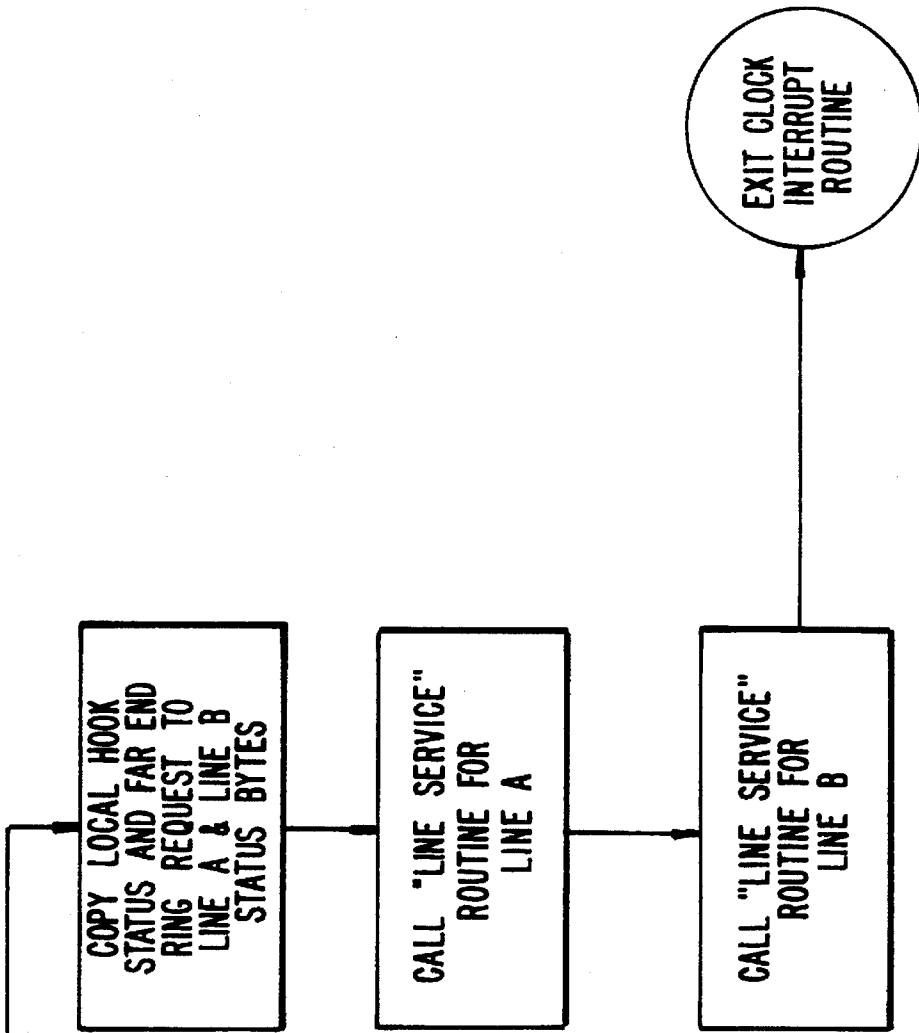 COPY LOCAL HOOK
STATUS AND FAR END
RING REQUEST TO
LINE A & LINE B
STATUS BYTES
CALL "LINE SERVICE"
ROUTINE FOR
LINE A
CALL "LINE SERVICE"
ROUTINE FOR
LINE B
EXIT CLOCK
INTERRUPT
ROUTINE